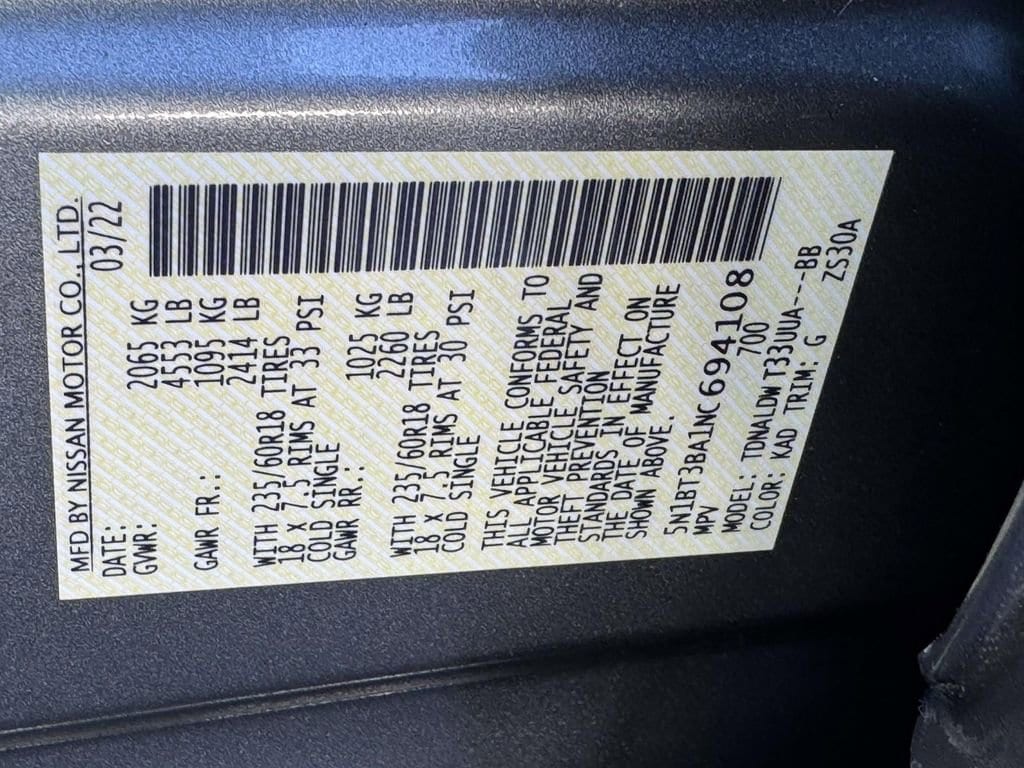 MFD BY NISSAN MOTOR CO., LTD.
DATE: 03/22
GVWR: 2065 KG
4553 LB
GAWR FR.: 1095 KG
2414 LB
WITH 235/60R18 TIRES
18 X 7.5 RIMS AT 33 PSI
COLD SINGLE
GAWR RR.: 1025 KG
2260 LB
WITH 235/60R18 TIRES
18 X 7.5 RIMS AT 30 PSI
COLD SINGLE
THIS VEHICLE CONFORMS TO
ALL APPLICABLE FEDERAL
MOTOR VEHICLE SAFETY AND
THEFT PREVENTION
STANDARDS IN EFFECT ON
THE DATE OF MANUFACTURE
SHOWN ABOVE.
5N1BT3BA1NC694108
MPV 700
MODEL: TDNALDW T33UUA---BB
COLOR: KAD TRIM: G ZS30A